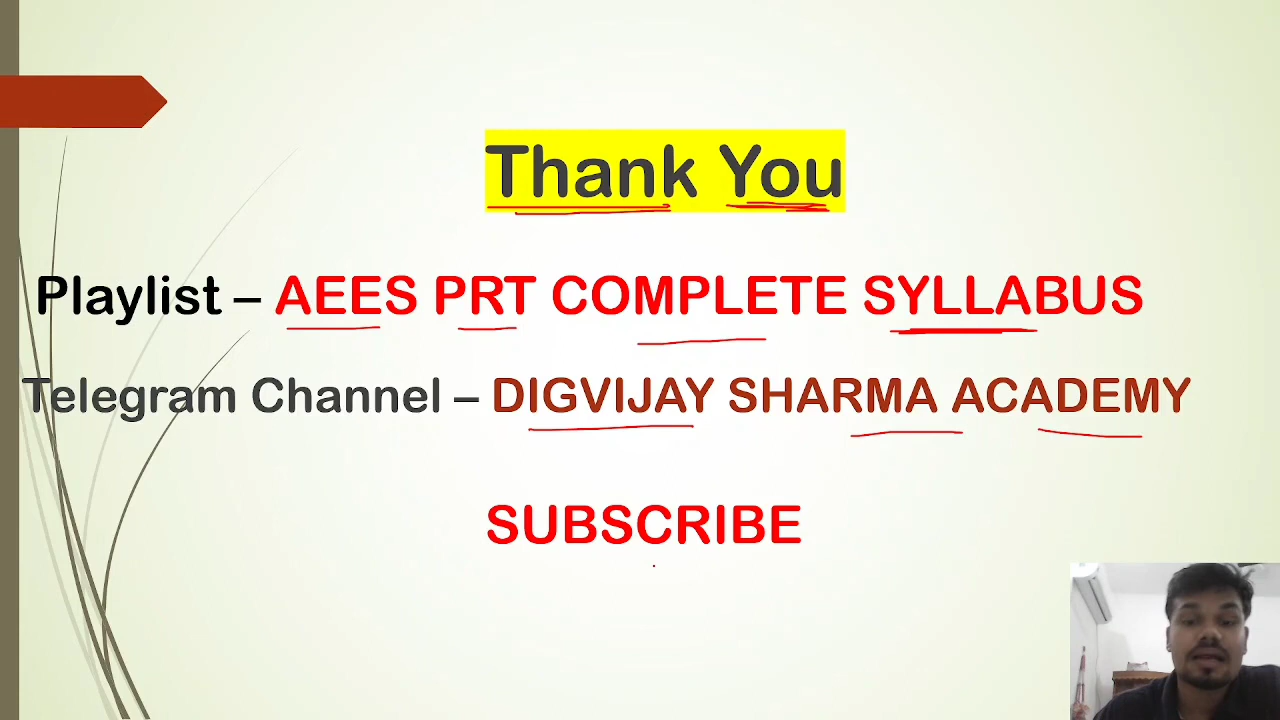 Thank You
Playlist – AEES PRT COMPLETE SYLLABUS
Telegram Channel – DIGVIJAY SHARMA ACADEMY
SUBSCRIBE